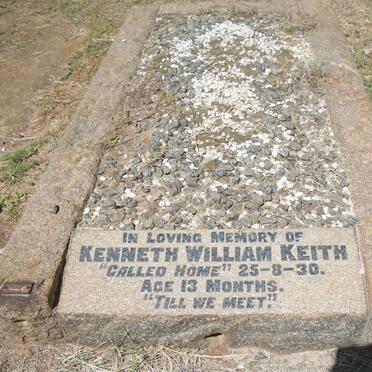 IN LOVING MEMORY OF
KENNETH WILLIAM KEITH
"CALLED HOME" 25-8-30.
AGE 13 MONTHS.
"TILL WE MEET."